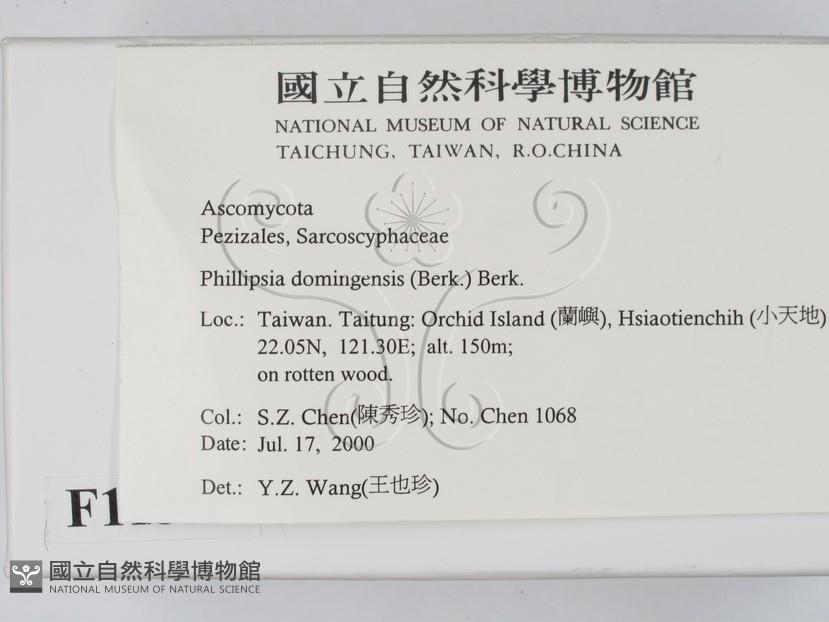 國立自然科學博物館
NATIONAL MUSEUM OF NATURAL SCIENCE
TAICHUNG, TAIWAN, R.O.CHINA
Ascomycota
Pezizales, Sarcoscyphaceae
Phillipsia domingensis (Berk.) Berk.
Loc.: Taiwan. Taitung: Orchid Island (蘭嶼), Hsiaotienchih (小天地)
22.05N, 121.30E; alt. 150m;
on rotten wood.
Col.: S.Z. Chen(陳秀珍); No. Chen 1068
Date: Jul. 17, 2000
Det.: Y.Z. Wang(王也珍)
國立自然科學博物館
NATIONAL MUSEUM OF NATURAL SCIENCE